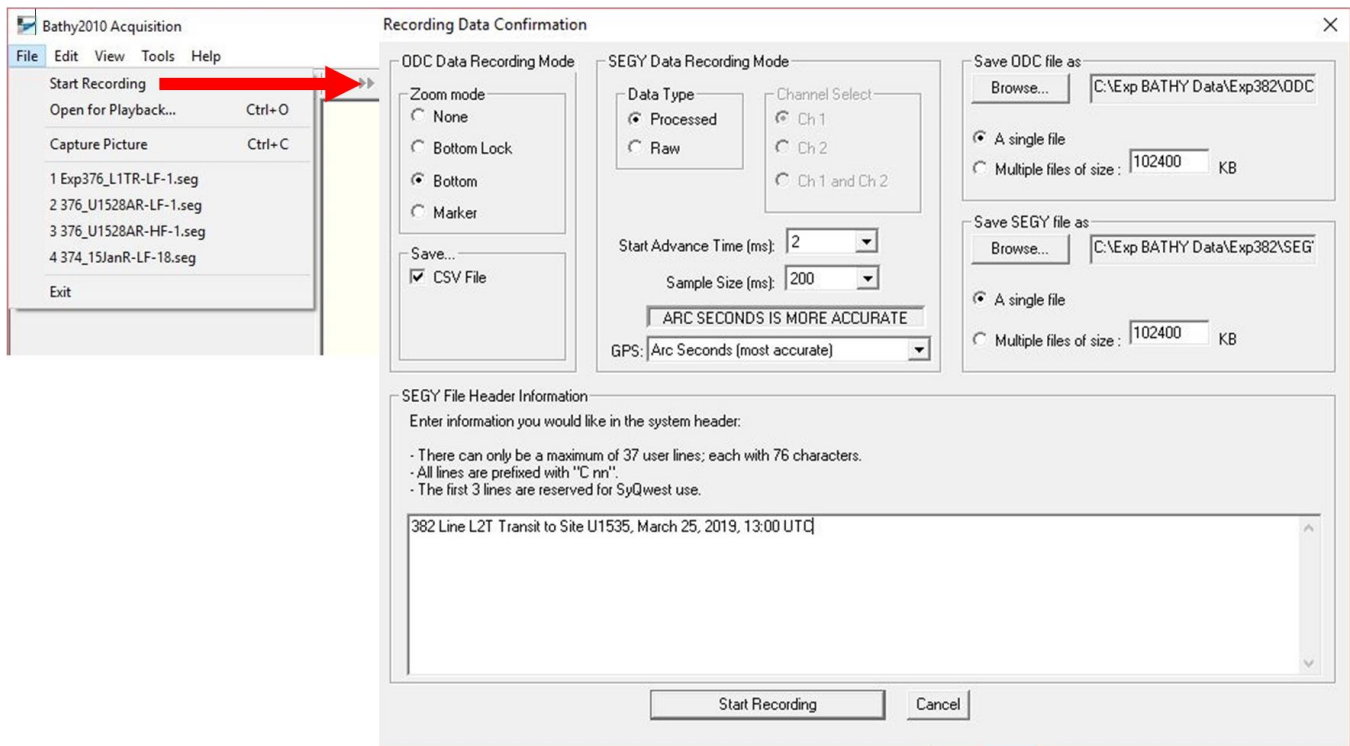 Bathy2010 Acquisition
File Edit View Tools Help
Start Recording
Open for Playback... Ctrl+O
Capture Picture Ctrl+C
1 Exp376_L1TR-LF-1.seg
2 376_U1528AR-LF-1.seg
3 376_U1528AR-HF-1.seg
4 374_15JanR-LF-18.seg
Exit
Recording Data Confirmation
ODC Data Recording Mode
Zoom mode
None
Bottom Lock
Bottom
Marker
Save...
CSV File
SEGY Data Recording Mode
Data Type
Processed
Raw
Channel Select
Ch 1
Ch 2
Ch 1 and Ch 2
Start Advance Time (ms): 2
Sample Size (ms): 200
ARC SECONDS IS MORE ACCURATE
GPS: Arc Seconds (most accurate)
Save ODC file as
Browse... C:\Exp BATHY Data\Exp382\ODC
A single file
Multiple files of size : 102400 KB
Save SEGY file as
Browse... C:\Exp BATHY Data\Exp382\SEG
A single file
Multiple files of size : 102400 KB
SEGY File Header Information
Enter information you would like in the system header:
- There can only be a maximum of 37 user lines; each with 76 characters.
- All lines are prefixed with "C nn".
- The first 3 lines are reserved for SyQwest use.
382 Line L2T Transit to Site U1535, March 25, 2019, 13:00 UTC
Start Recording Cancel